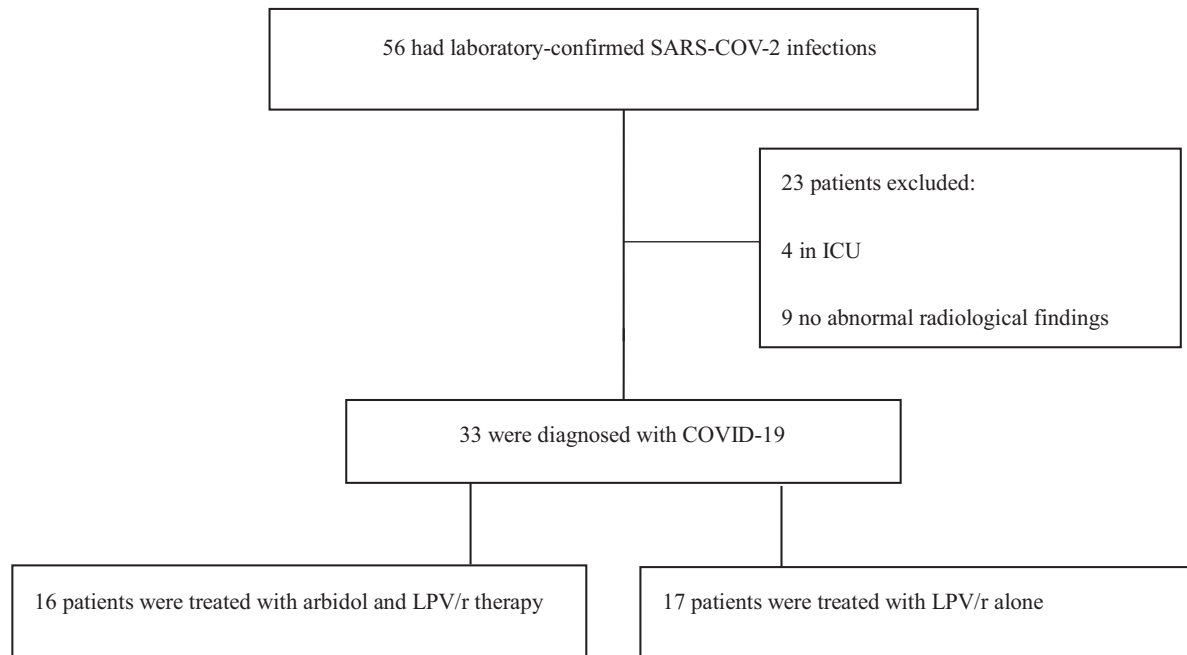 56 had laboratory-confirmed SARS-COV-2 infections
23 patients excluded:
4 in ICU
9 no abnormal radiological findings
33 were diagnosed with COVID-19
16 patients were treated with arbidol and LPV/r therapy
17 patients were treated with LPV/r alone